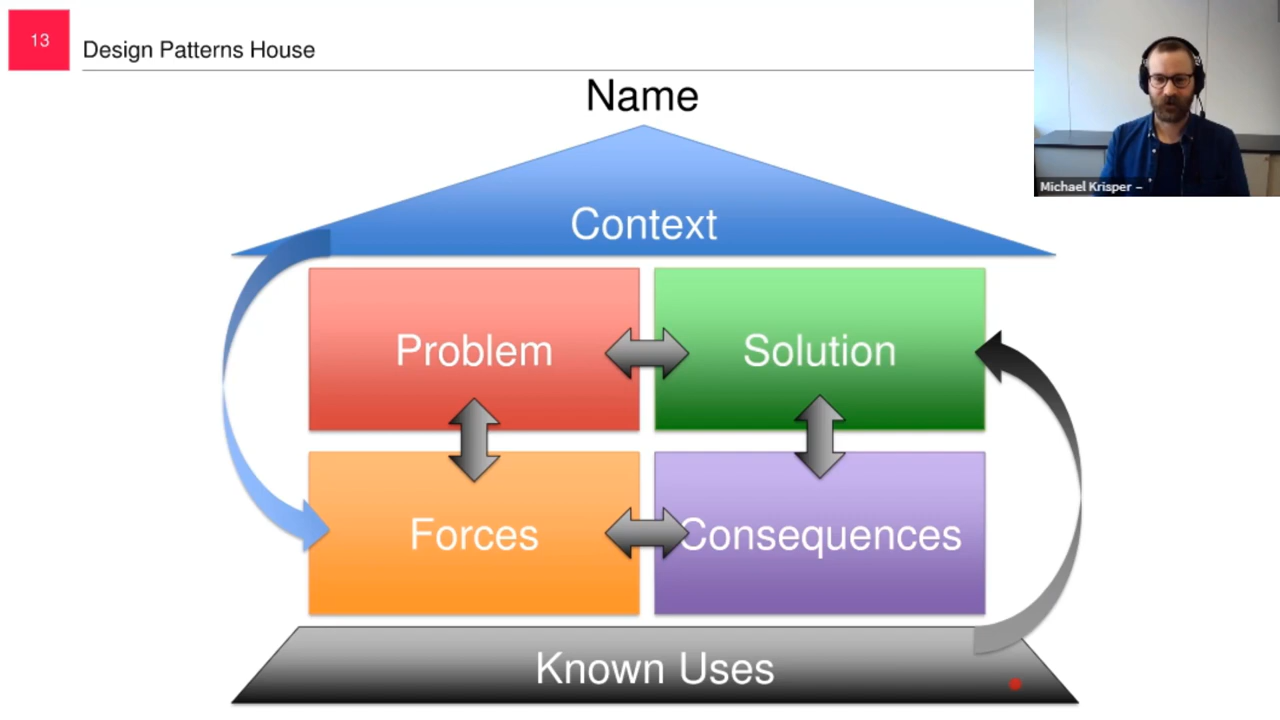 13
Design Patterns House
Name
Michael Krisper –
Context
Problem
Solution
Forces
Consequences
Known Uses